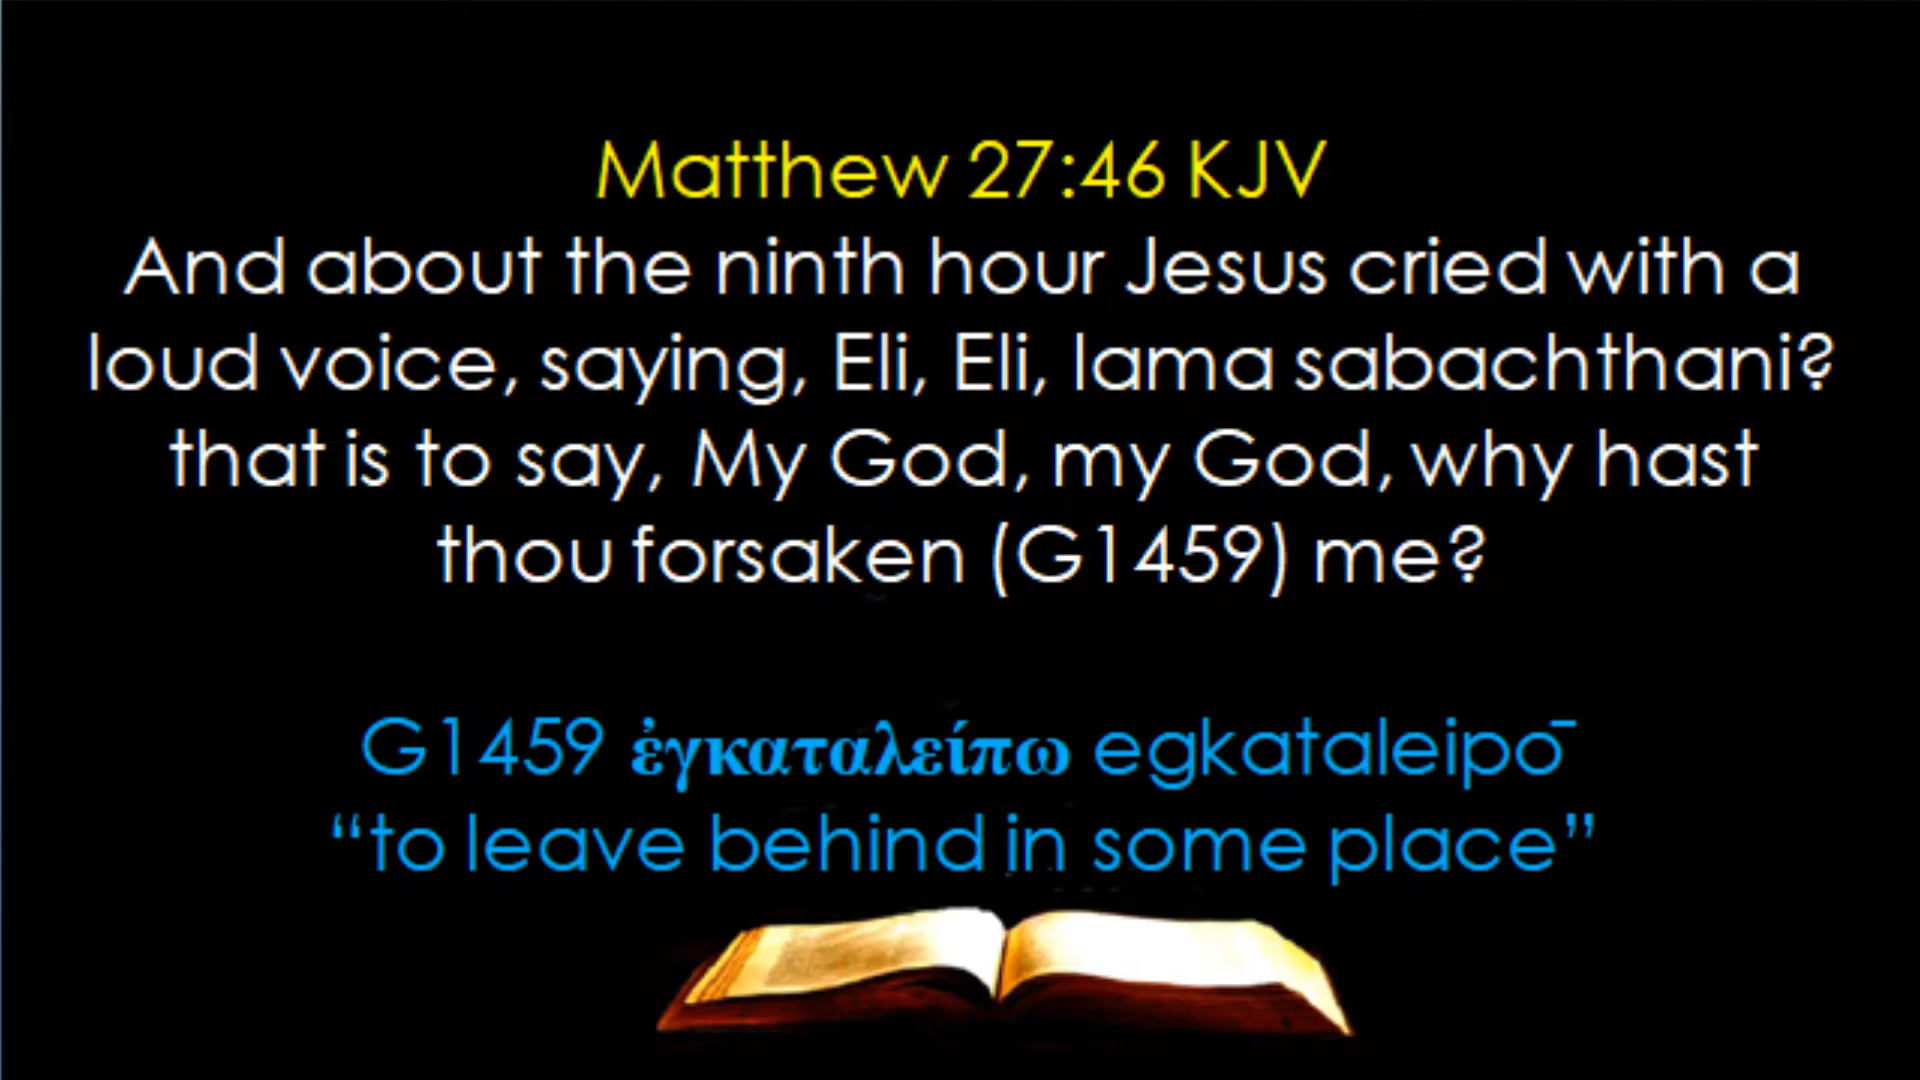 Matthew 27:46 KJV
And about the ninth hour Jesus cried with a
loud voice, saying, Eli, Eli, lama sabachthani?
that is to say, My God, my God, why hast
thou forsaken (G1459) me?
G1459 ἐγκαταλείπω egkataleipō
“to leave behind in some place”